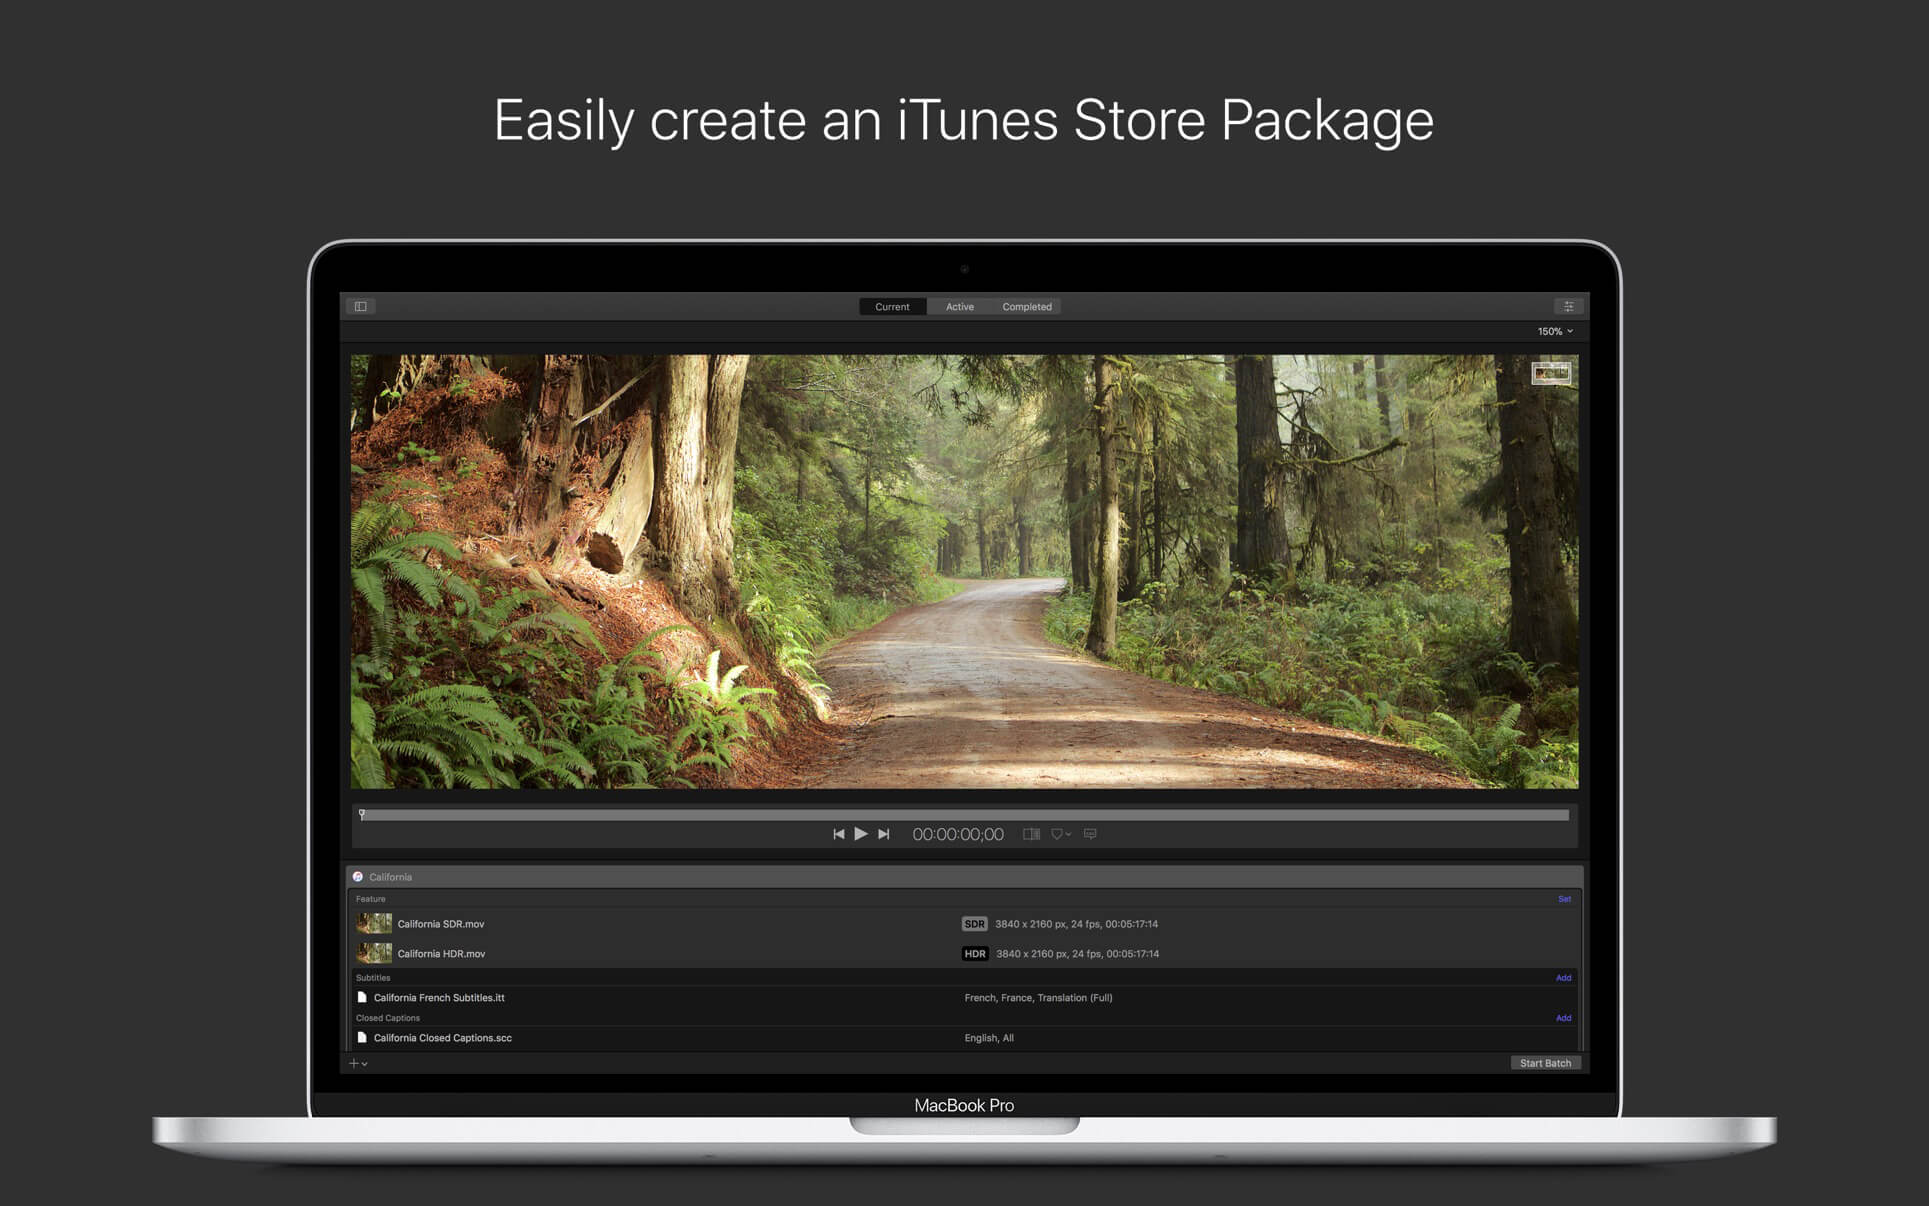 Easily create an iTunes Store Package
Current Active Completed
150%
00:00:00;00
California
Feature Set
California SDR.mov SDR 3840 x 2160 px, 24 fps, 00:05:17:14
California HDR.mov HDR 3840 x 2160 px, 24 fps, 00:05:17:14
Subtitles Add
California French Subtitles.itt French, France, Translation (Full)
Closed Captions Add
California Closed Captions.scc English, All
Start Batch
MacBook Pro